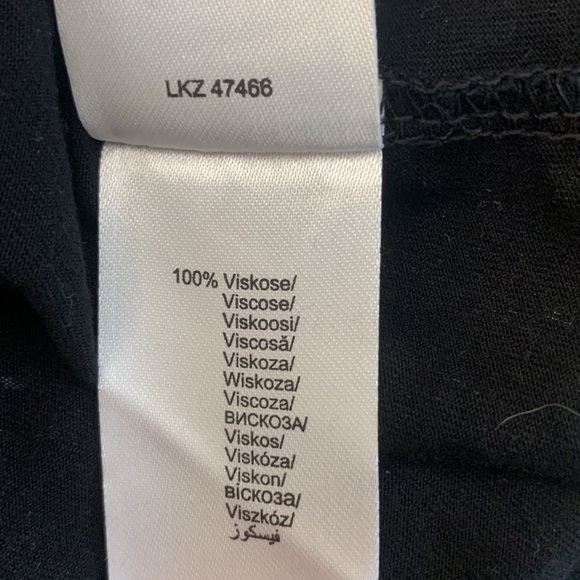 LKZ 47466
100% Viskose/
Viscose/
Viskoosi/
Viscosă/
Viskoza/
Wiskoza/
Viscoza/
ВИСКОЗА/
Viskos/
Viskóza/
Viskon/
віскоза/
Viszkóz/
فيسكوز